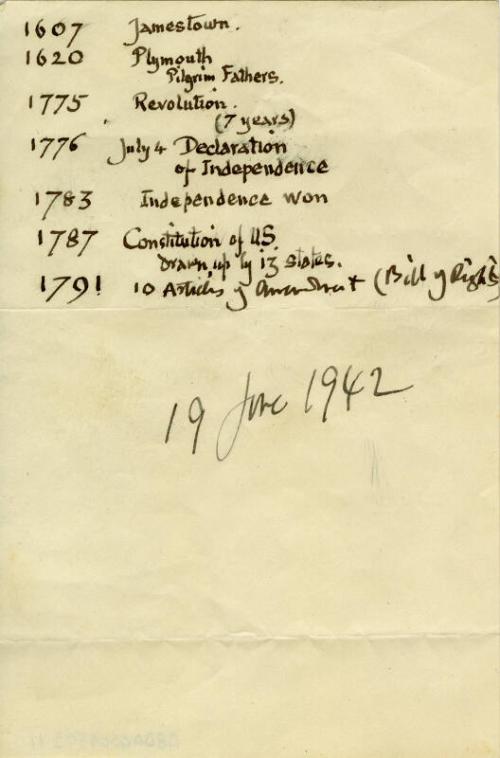 1607 Jamestown.
1620 Plymouth
Pilgrim Fathers.
1775 Revolution.
(7 years)
1776 July 4 Declaration
of Independence
1783 Independence won
1787 Constitution of U.S.
Drawn up by 13 states.
1791 10 Articles of Amendment (Bill of Rights)
19 June 1942